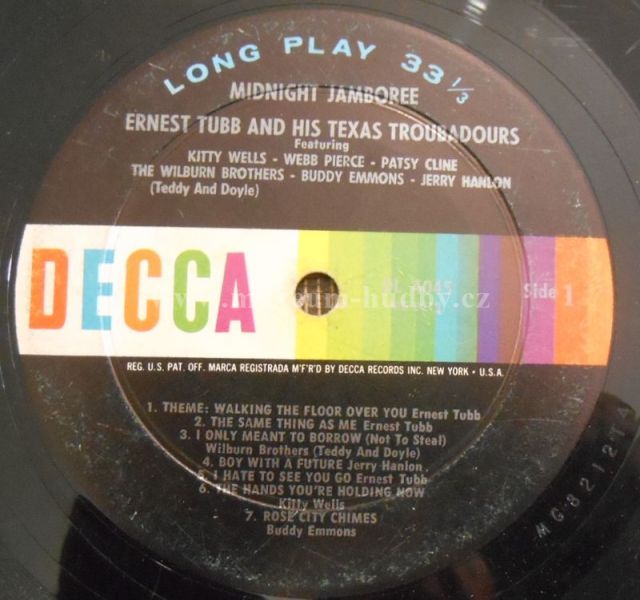 LONG PLAY 33 1/3
MIDNIGHT JAMBOREE
ERNEST TUBB AND HIS TEXAS TROUBADOURS
Featuring
KITTY WELLS - WEBB PIERCE - PATSY CLINE
THE WILBURN BROTHERS - BUDDY EMMONS - JERRY HANLON
(Teddy And Doyle)
DECCA
DL 4045
Side 1
REG. U.S. PAT. OFF. MARCA REGISTRADA M'F'R'D BY DECCA RECORDS INC. NEW YORK • U.S.A.
1. THEME: WALKING THE FLOOR OVER YOU Ernest Tubb
2. THE SAME THING AS ME Ernest Tubb
3. I ONLY MEANT TO BORROW (Not To Steal)
Wilburn Brothers (Teddy And Doyle)
4. BOY WITH A FUTURE Jerry Hanlon
5. I HATE TO SEE YOU GO Ernest Tubb
6. THE HANDS YOU'RE HOLDING NOW
Kitty Wells
7. ROSE CITY CHIMES
Buddy Emmons